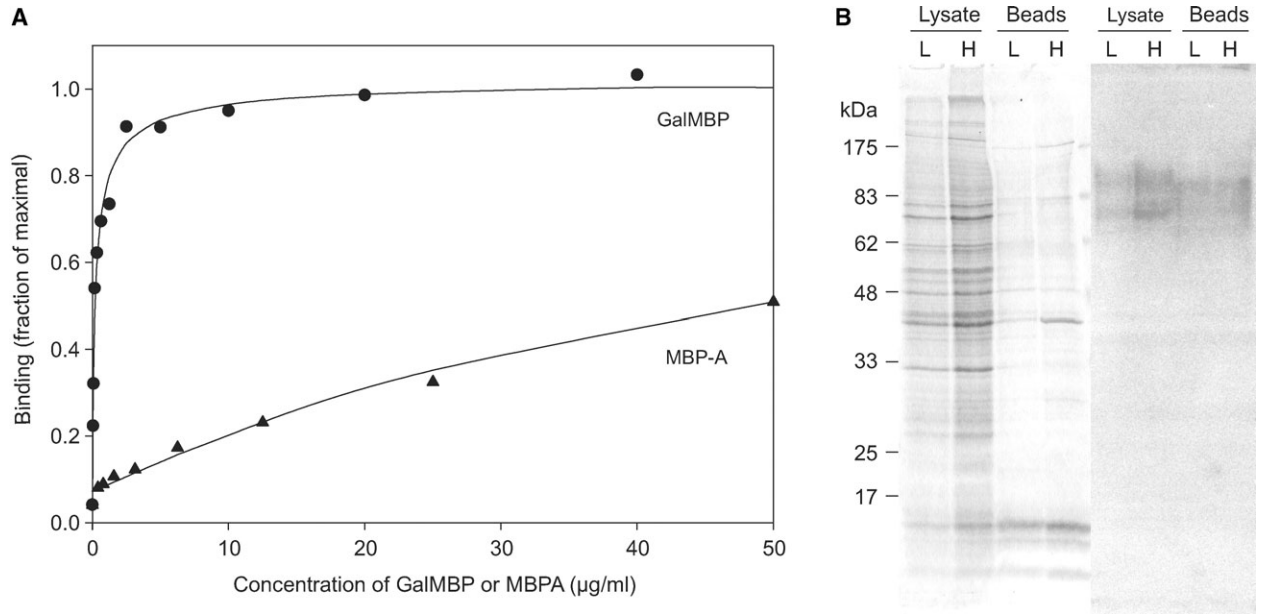 A
Binding (fraction of maximal)
1.0
0.8
0.6
0.4
0.2
0.0
GalMBP
MBP-A
0 10 20 30 40 50
Concentration of GalMBP or MBPA (µg/ml)
B
Lysate Beads Lysate Beads
L H L H L H L H
kDa
175
83
62
48
33
25
17